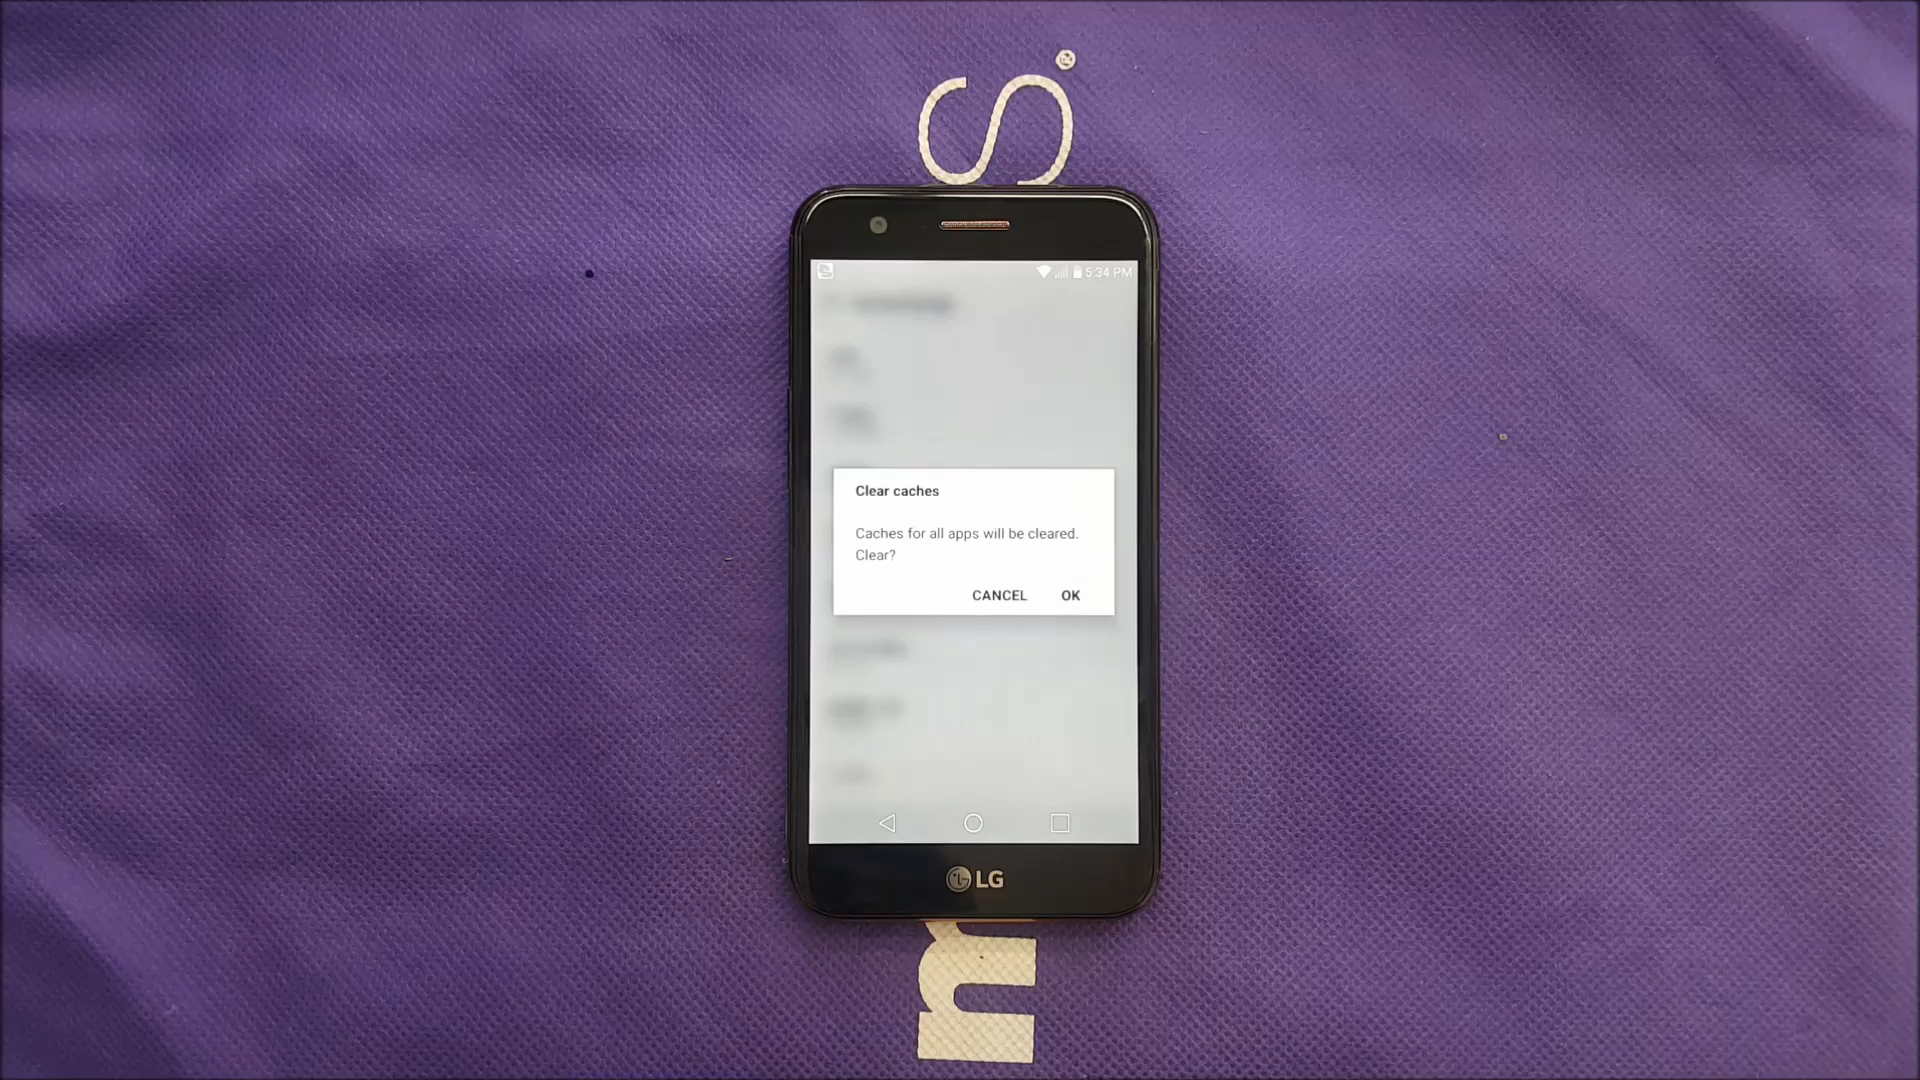 S
5:34 PM
Clear caches
Caches for all apps will be cleared.
Clear?
CANCEL
OK
LG
n